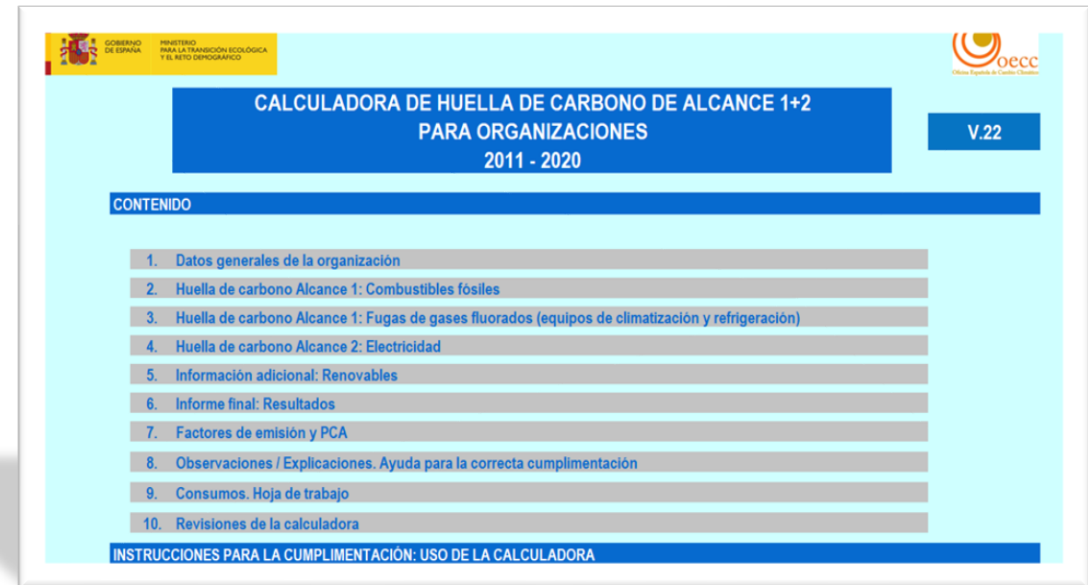 GOBIERNO
DE ESPAÑA
MINISTERIO
PARA LA TRANSICIÓN ECOLÓGICA
Y EL RETO DEMOGRÁFICO
oecc
Oficina Española de Cambio Climático
CALCULADORA DE HUELLA DE CARBONO DE ALCANCE 1+2
PARA ORGANIZACIONES
2011 - 2020
V.22
CONTENIDO
1. Datos generales de la organización
2. Huella de carbono Alcance 1: Combustibles fósiles
3. Huella de carbono Alcance 1: Fugas de gases fluorados (equipos de climatización y refrigeración)
4. Huella de carbono Alcance 2: Electricidad
5. Información adicional: Renovables
6. Informe final: Resultados
7. Factores de emisión y PCA
8. Observaciones / Explicaciones. Ayuda para la correcta cumplimentación
9. Consumos. Hoja de trabajo
10. Revisiones de la calculadora
INSTRUCCIONES PARA LA CUMPLIMENTACIÓN: USO DE LA CALCULADORA